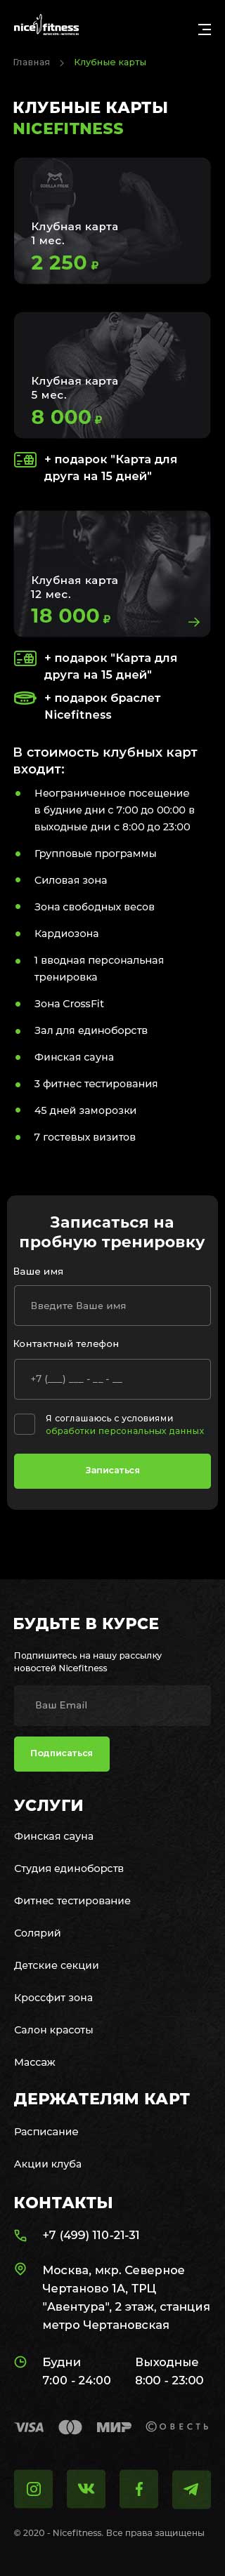 nice fitness
Главная > Клубные карты
КЛУБНЫЕ КАРТЫ
NICEFITNESS
Клубная карта
1 мес.
2 250 ₽
Клубная карта
5 мес.
8 000 ₽
+ подарок "Карта для
друга на 15 дней"
Клубная карта
12 мес.
18 000 ₽
+ подарок "Карта для
друга на 15 дней"
+ подарок браслет
Nicefitness
В стоимость клубных карт
входит:
Неограниченное посещение
в будние дни с 7:00 до 00:00 в
выходные дни с 8:00 до 23:00
Групповые программы
Силовая зона
Зона свободных весов
Кардиозона
1 вводная персональная
тренировка
Зона CrossFit
Зал для единоборств
Финская сауна
3 фитнес тестирования
45 дней заморозки
7 гостевых визитов
Записаться на
пробную тренировку
Ваше имя
Введите Ваше имя
Контактный телефон
+7 (___) ___ - __ - __
Я соглашаюсь с условиями
обработки персональных данных
Записаться
БУДЬТЕ В КУРСЕ
Подпишитесь на нашу рассылку
новостей Nicefitness
Ваш Email
Подписаться
УСЛУГИ
Финская сауна
Студия единоборств
Фитнес тестирование
Солярий
Детские секции
Кроссфит зона
Салон красоты
Массаж
ДЕРЖАТЕЛЯМ КАРТ
Расписание
Акции клуба
КОНТАКТЫ
+7 (499) 110-21-31
Москва, мкр. Северное
Чертаново 1А, ТРЦ
"Авентура", 2 этаж, станция
метро Чертановская
Будни Выходные
7:00 - 24:00 8:00 - 23:00
VISA МИР СОВЕСТЬ
© 2020 - Nicefitness. Все права защищены